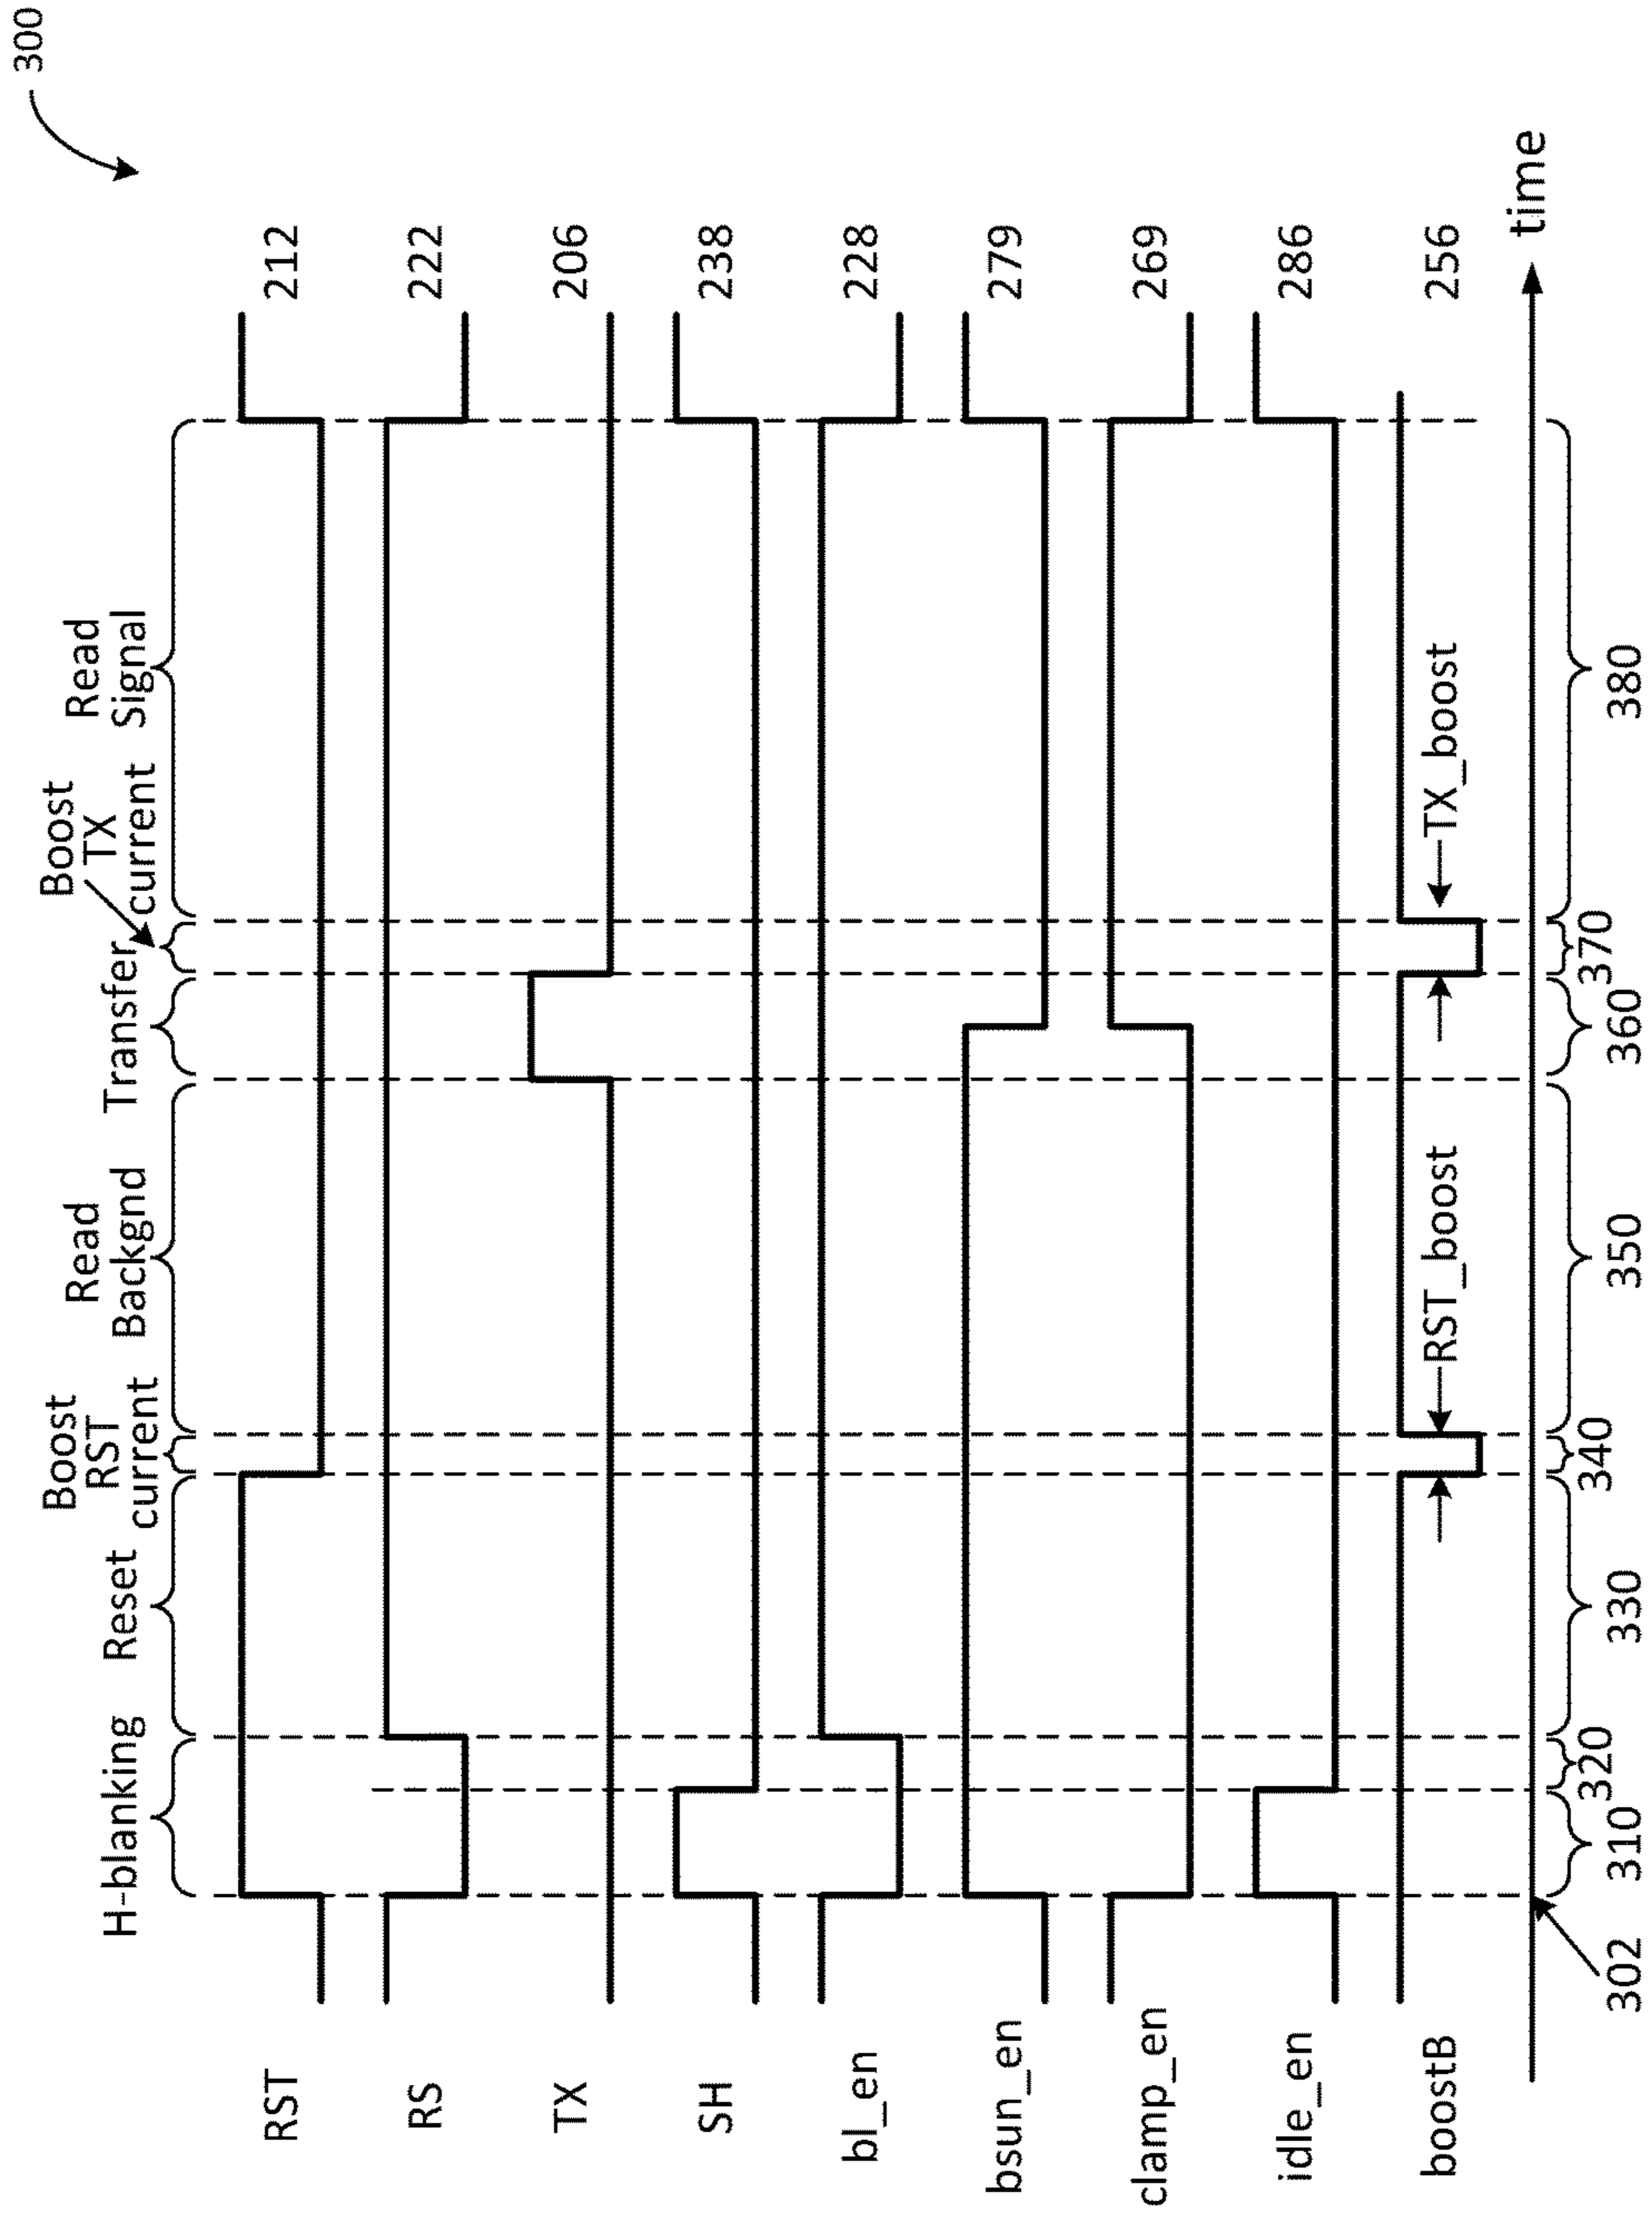 300
H-blanking
Reset
Boost
RST
current
Read
Backgnd
Transfer
Boost
TX
current
Read
Signal
RST
212
RS
222
TX
206
SH
238
bl_en
228
bsun_en
279
clamp_en
269
idle_en
286
boostB
RST_boost
TX_boost
256
time
302
310
320
330
340
350
360
370
380